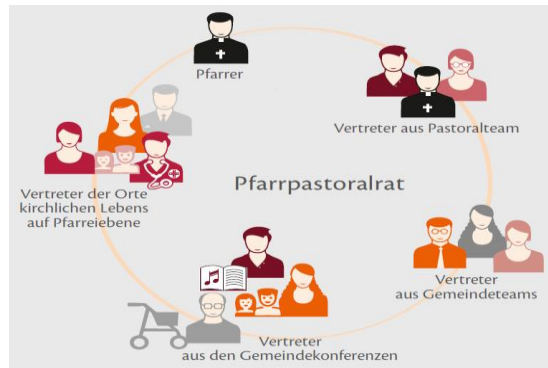 Pfarrer
Vertreter aus Pastoralteam
Vertreter der Orte
kirchlichen Lebens
auf Pfarreiebene
Pfarrpastoralrat
Vertreter
aus Gemeindeteams
Vertreter
aus den Gemeindekonferenzen